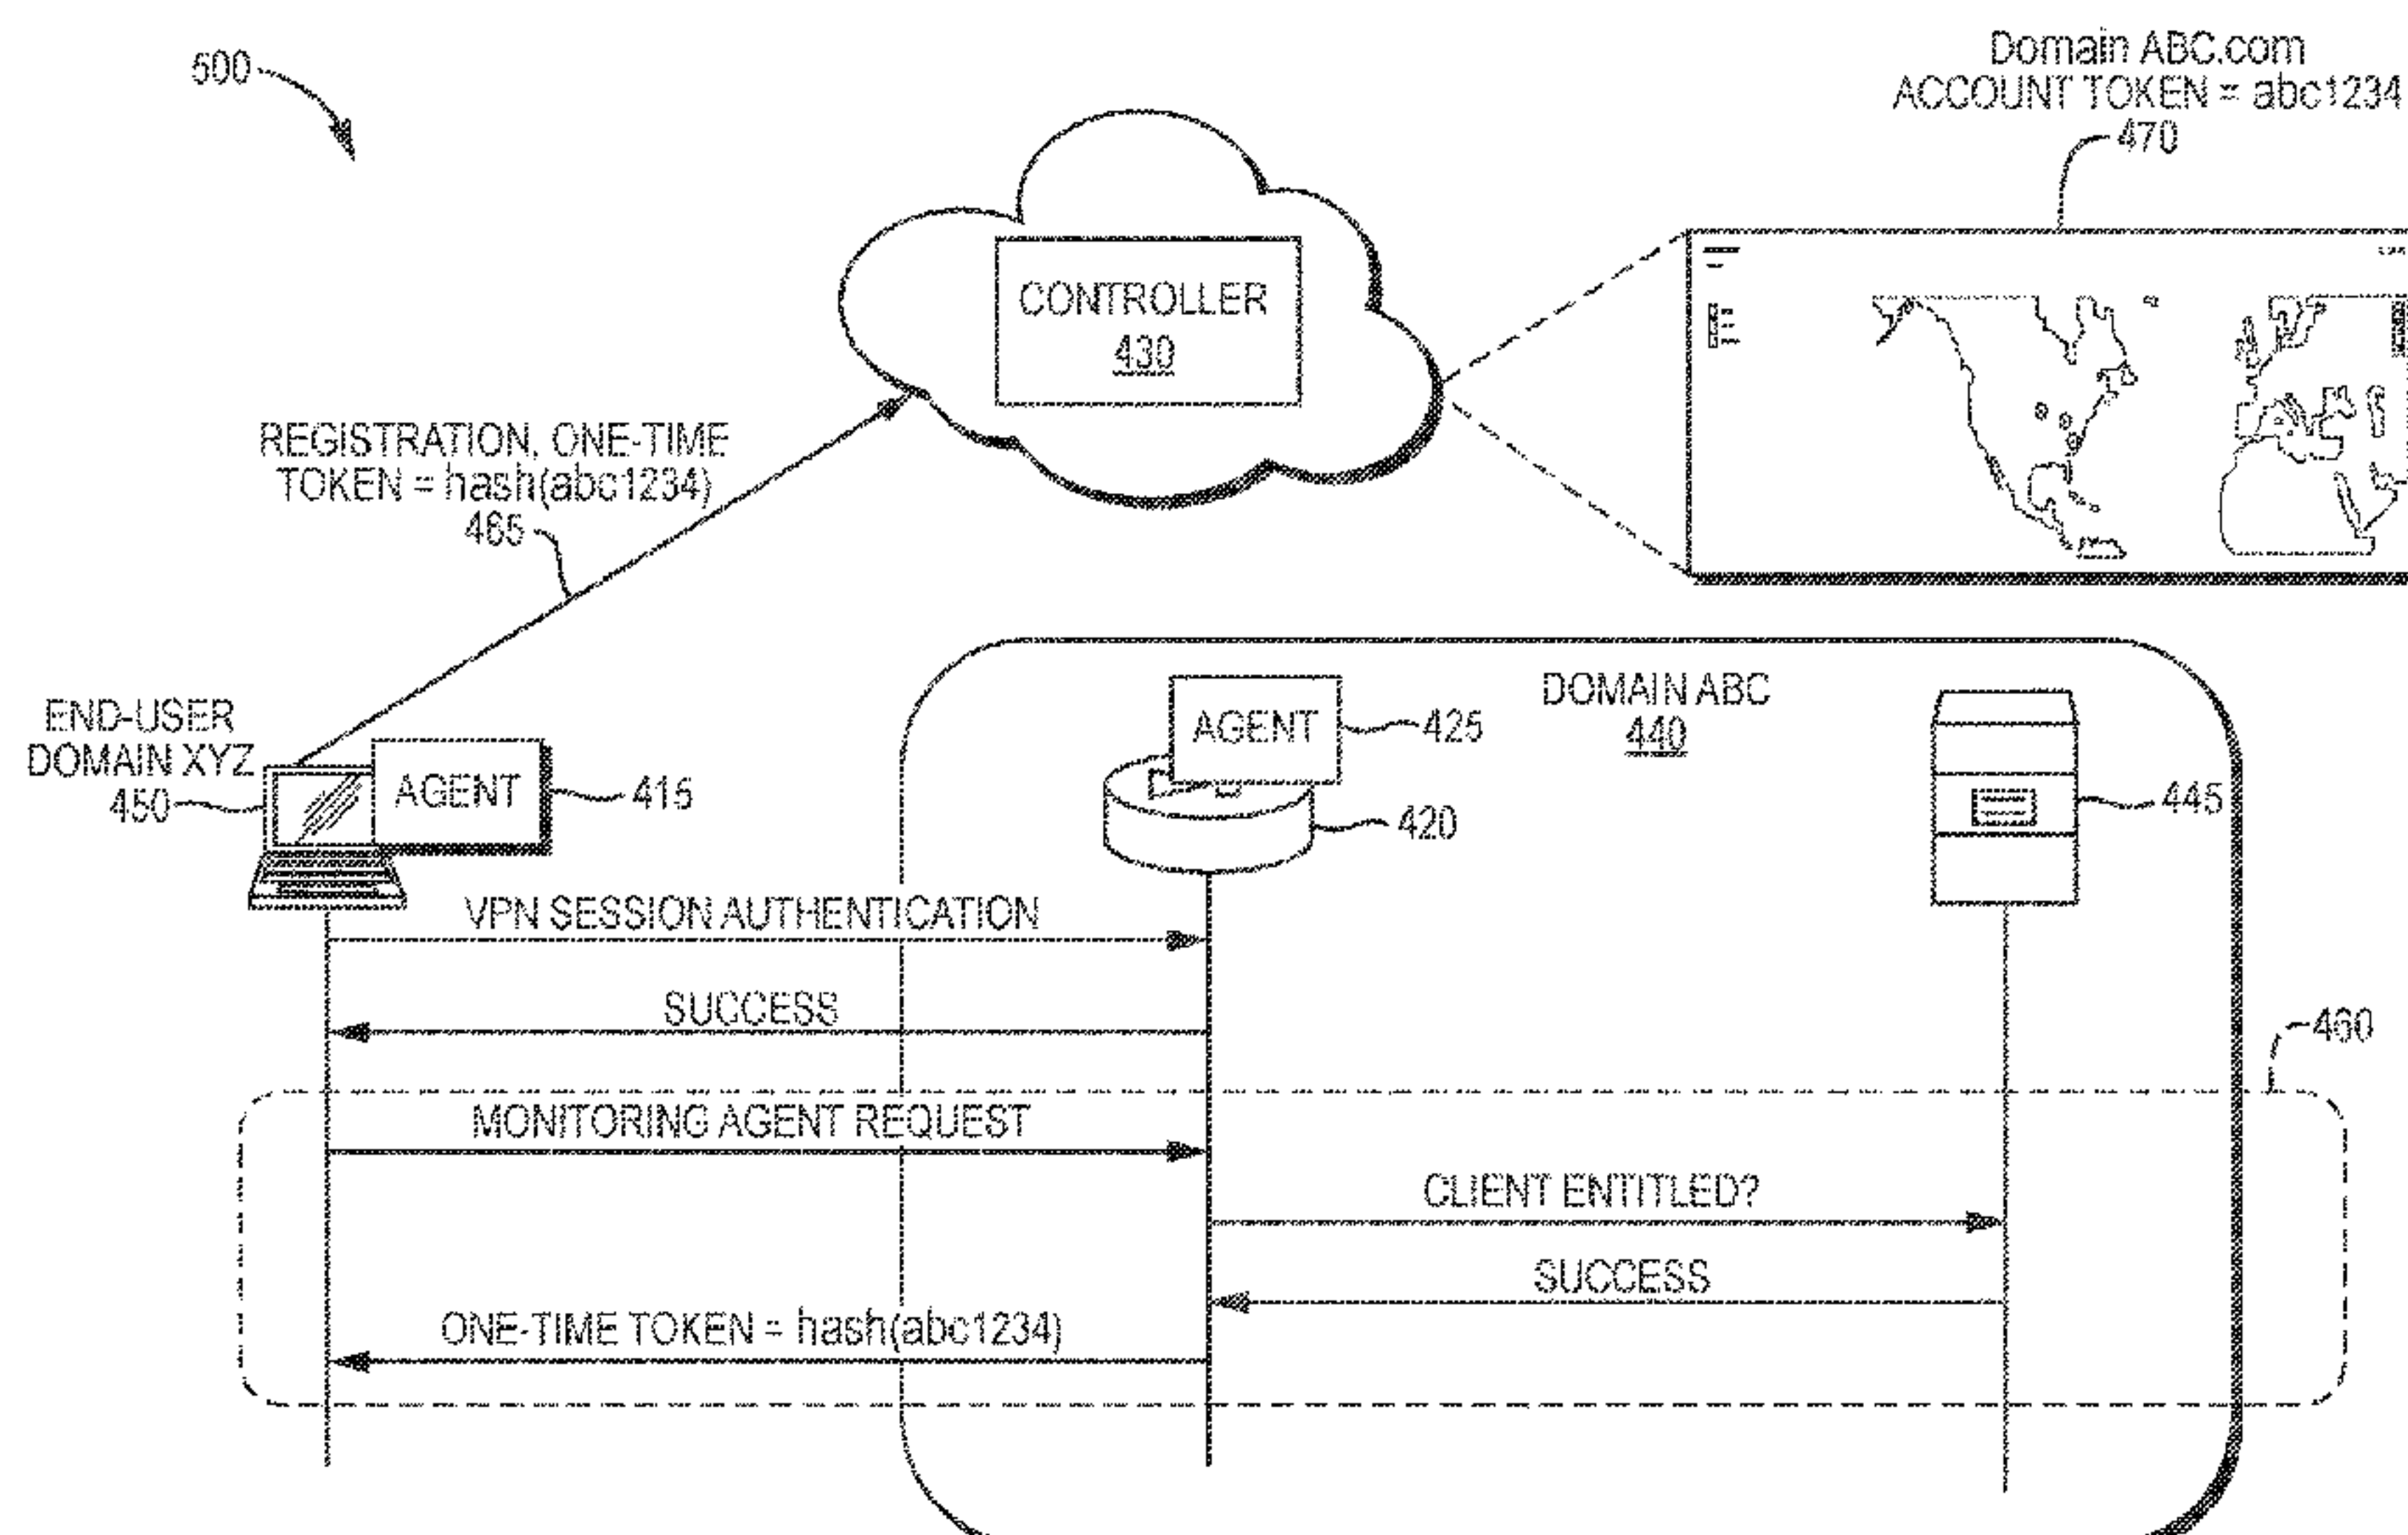 500
Domain ABC.com
ACCOUNT TOKEN = abc1234
470
CONTROLLER
430
REGISTRATION, ONE-TIME
TOKEN = hash(abc1234)
465
END-USER
DOMAIN XYZ
450
AGENT
415
AGENT
425
420
DOMAIN ABC
440
445
VPN SESSION AUTHENTICATION
SUCCESS
460
MONITORING AGENT REQUEST
CLIENT ENTITLED?
SUCCESS
ONE-TIME TOKEN = hash(abc1234)